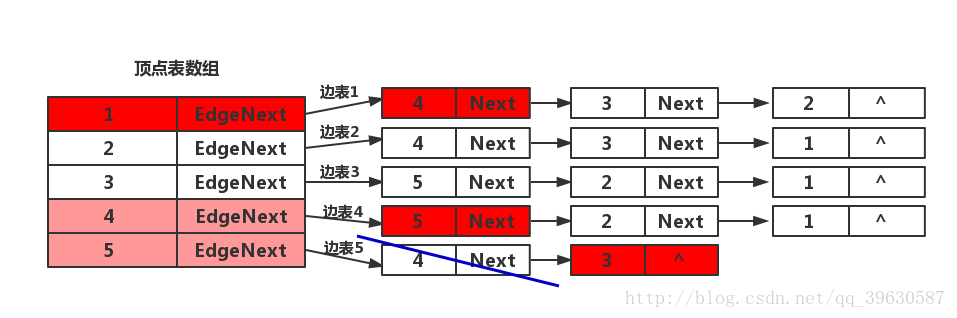 顶点表数组
1 EdgeNext 边表1 4 Next 3 Next 2 ^
2 EdgeNext 边表2 4 Next 3 Next 1 ^
3 EdgeNext 边表3 5 Next 2 Next 1 ^
4 EdgeNext 边表4 5 Next 2 Next 1 ^
5 EdgeNext 边表5 4 Next 3 ^
http://blog.csdn.net/qq_39630587